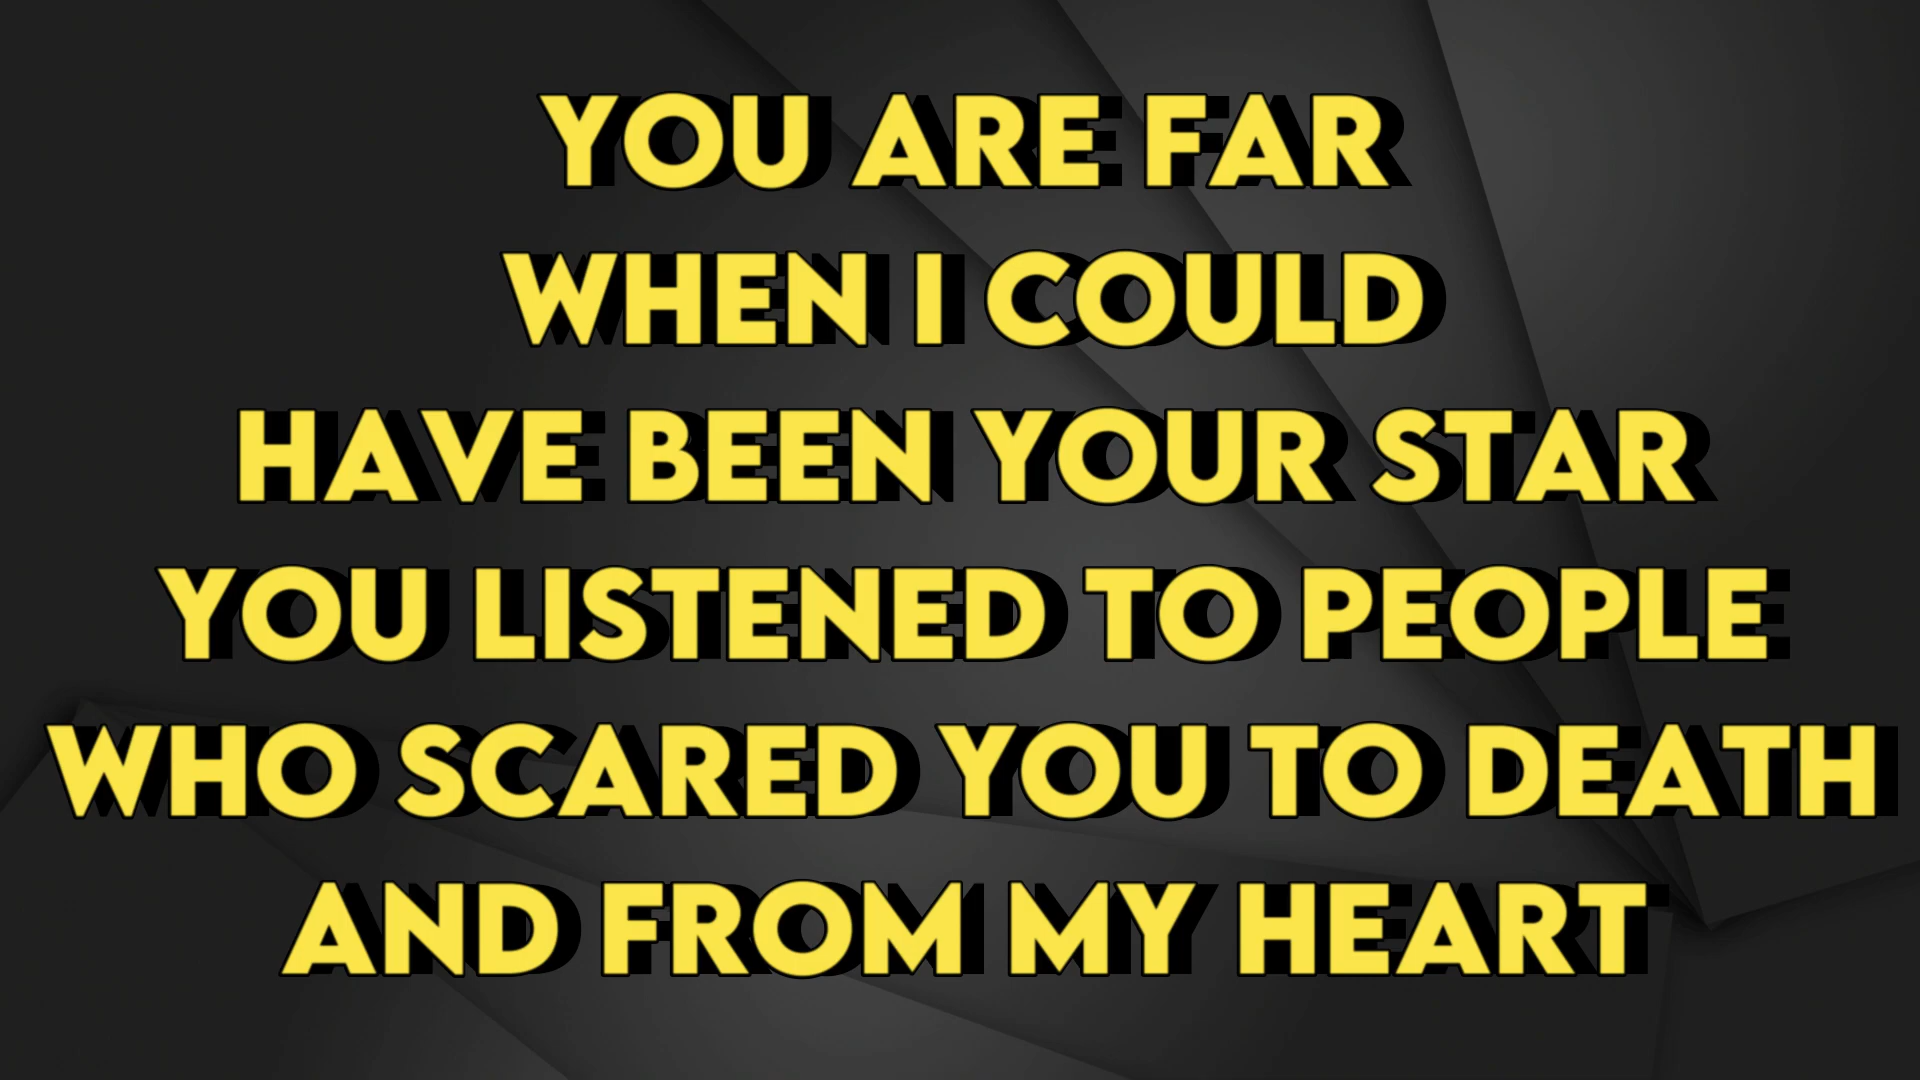 YOU ARE FAR
WHEN I COULD
HAVE BEEN YOUR STAR
YOU LISTENED TO PEOPLE
WHO SCARED YOU TO DEATH
AND FROM MY HEART